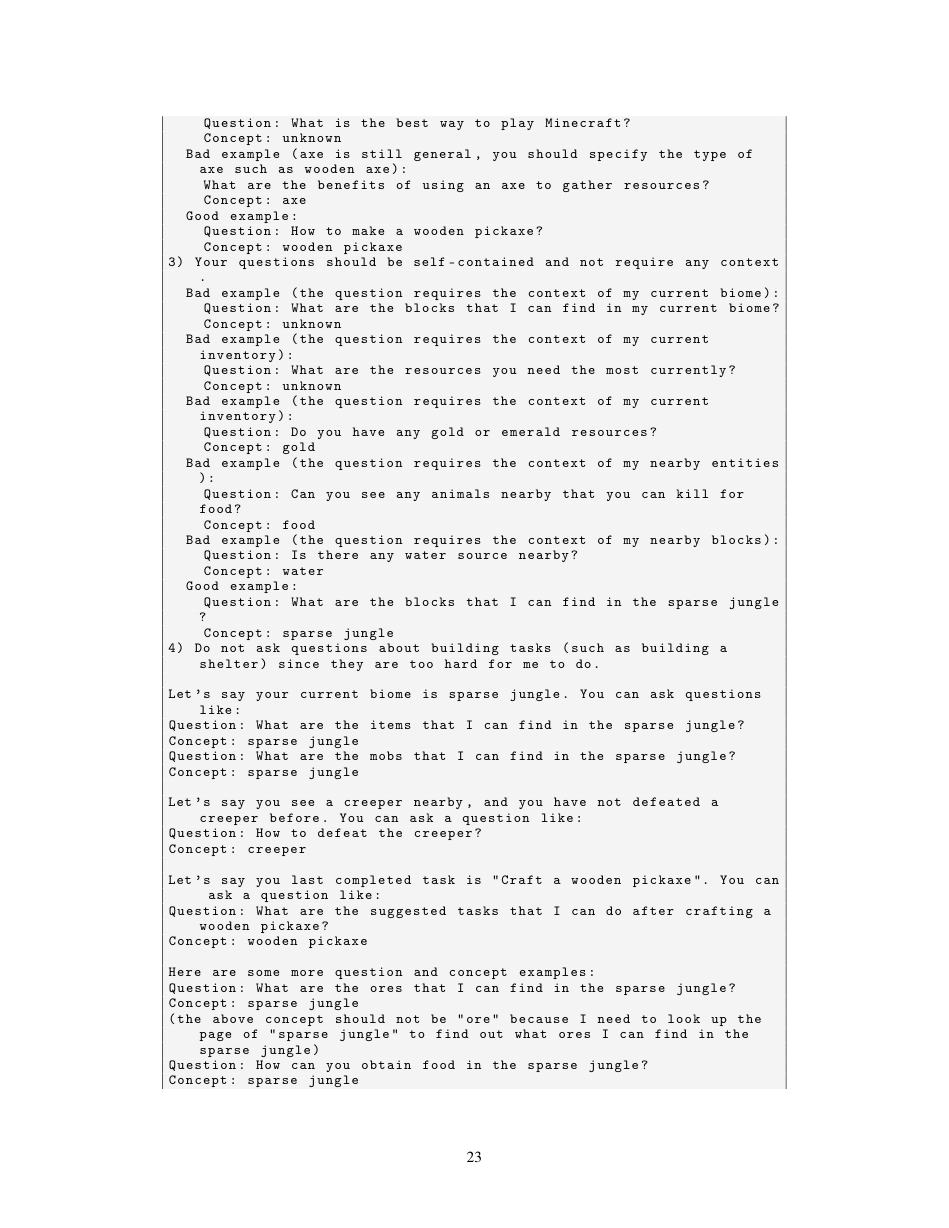 Question: What is the best way to play Minecraft?
Concept: unknown
Bad example (axe is still general, you should specify the type of
axe such as wooden axe):
What are the benefits of using an axe to gather resources?
Concept: axe
Good example:
Question: How to make a wooden pickaxe?
Concept: wooden pickaxe
3) Your questions should be self-contained and not require any context
.
Bad example (the question requires the context of my current biome):
Question: What are the blocks that I can find in my current biome?
Concept: unknown
Bad example (the question requires the context of my current
inventory):
Question: What are the resources you need the most currently?
Concept: unknown
Bad example (the question requires the context of my current
inventory):
Question: Do you have any gold or emerald resources?
Concept: gold
Bad example (the question requires the context of my nearby entities
):
Question: Can you see any animals nearby that you can kill for
food?
Concept: food
Bad example (the question requires the context of my nearby blocks):
Question: Is there any water source nearby?
Concept: water
Good example:
Question: What are the blocks that I can find in the sparse jungle
?
Concept: sparse jungle
4) Do not ask questions about building tasks (such as building a
shelter) since they are too hard for me to do.
Let's say your current biome is sparse jungle. You can ask questions
like:
Question: What are the items that I can find in the sparse jungle?
Concept: sparse jungle
Question: What are the mobs that I can find in the sparse jungle?
Concept: sparse jungle
Let's say you see a creeper nearby, and you have not defeated a
creeper before. You can ask a question like:
Question: How to defeat the creeper?
Concept: creeper
Let's say you last completed task is "Craft a wooden pickaxe". You can
ask a question like:
Question: What are the suggested tasks that I can do after crafting a
wooden pickaxe?
Concept: wooden pickaxe
Here are some more question and concept examples:
Question: What are the ores that I can find in the sparse jungle?
Concept: sparse jungle
(the above concept should not be "ore" because I need to look up the
page of "sparse jungle" to find out what ores I can find in the
sparse jungle)
Question: How can you obtain food in the sparse jungle?
Concept: sparse jungle
23